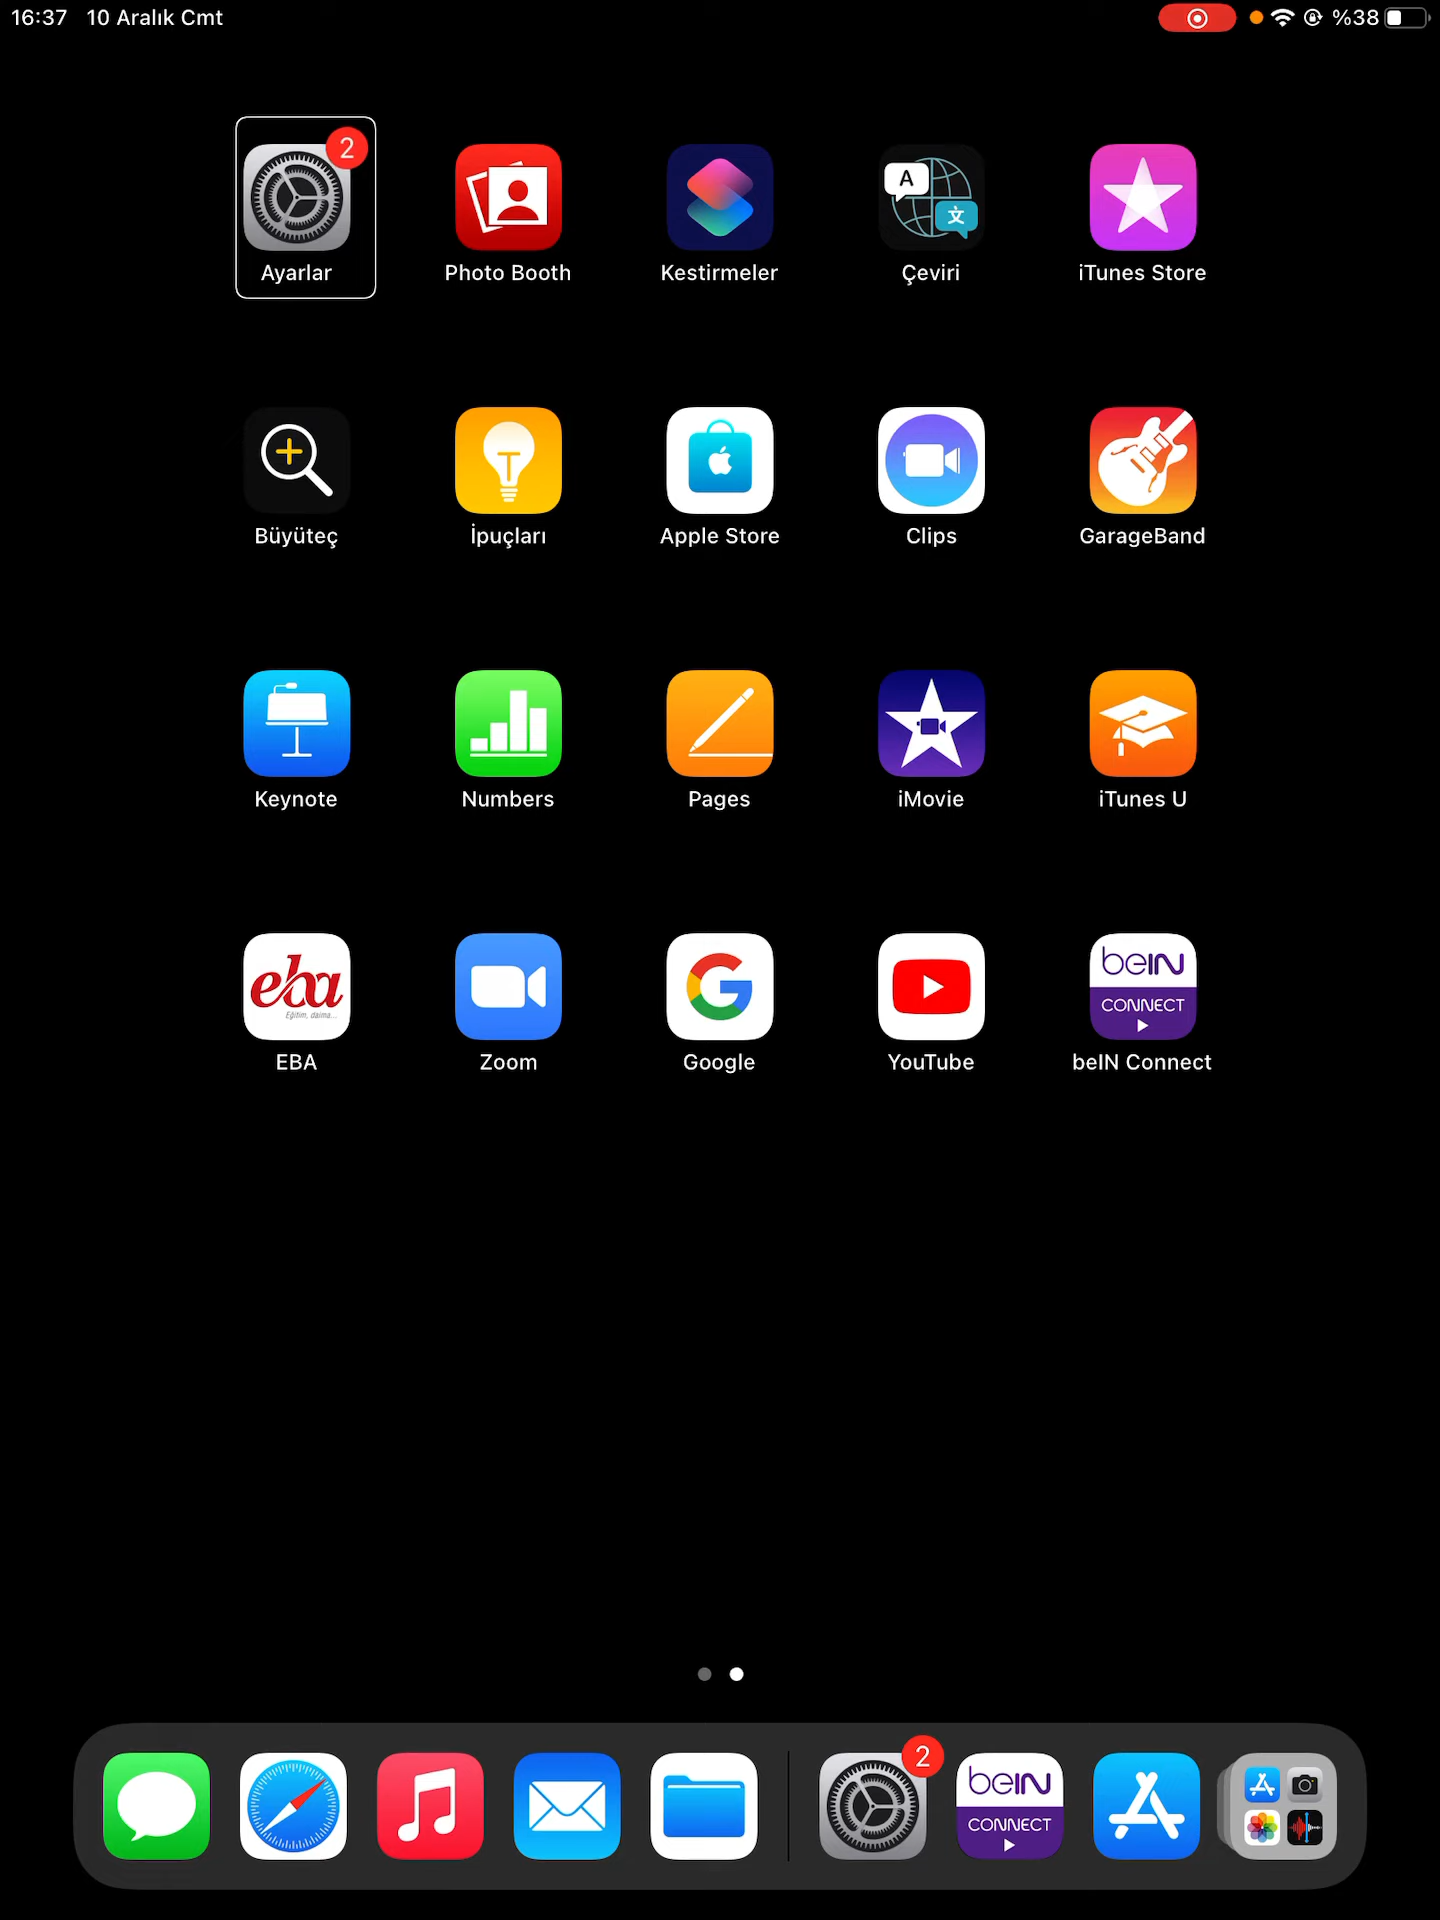 16:37 10 Aralık Cmt %38
2
Ayarlar Photo Booth Kestirmeler Çeviri iTunes Store
A 文
Büyüteç İpuçları Apple Store Clips GarageBand
Keynote Numbers Pages iMovie iTunes U
eba
Eğitim, daima...
beIN
CONNECT
EBA Zoom Google YouTube beIN Connect
2
beIN
CONNECT